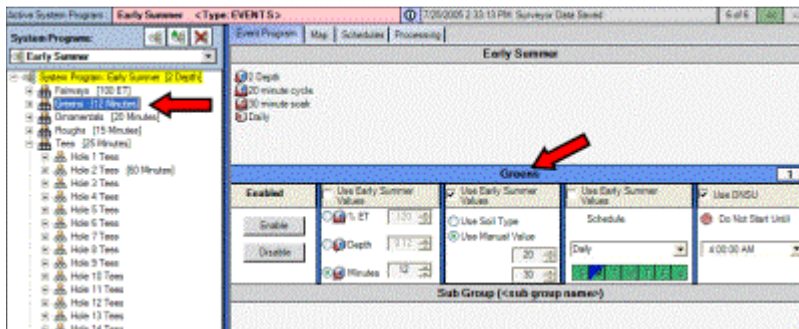 Active System Program: Early Summer <Type: EVENTS> 7/25/2005 2:33:13 PM: Surveyor Data Saved 6 of 6
System Programs:
Early Summer
System Program: Early Summer [2 Depth]
Fairways [100 ET]
Greens [12 Minutes]
Ornamentals [20 Minutes]
Roughs [15 Minutes]
Tees [25 Minutes]
Hole 1 Tees
Hole 2 Tees [60 Minutes]
Hole 3 Tees
Hole 4 Tees
Hole 5 Tees
Hole 6 Tees
Hole 7 Tees
Hole 8 Tees
Hole 9 Tees
Hole 10 Tees
Hole 11 Tees
Hole 12 Tees
Hole 13 Tees
Hole 14 Tees
Event Program Map Schedules Processing
Early Summer
.2 Depth
20 minute cycle
30 minute soak
Daily
Greens 1
Enabled
Enable
Disable
Use Early Summer Values
% ET 120
Depth 0.12
Minutes 12
Use Early Summer Values
Use Soil Type
Use Manual Value
20
30
Use Early Summer Values
Schedule
Daily
Use DNSU
Do Not Start Until
4:00:00 AM
Sub Group (<sub group name>)